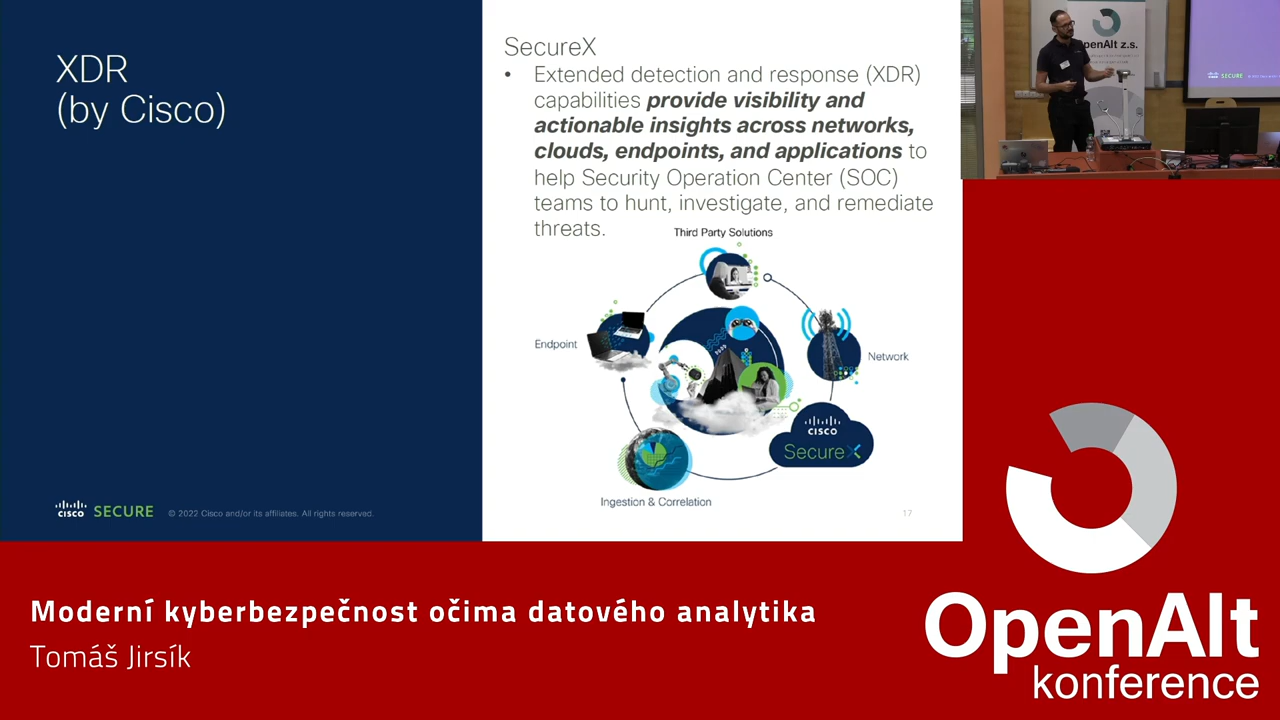 XDR
(by Cisco)
SecureX
• Extended detection and response (XDR)
capabilities provide visibility and
actionable insights across networks,
clouds, endpoints, and applications to
help Security Operation Center (SOC)
teams to hunt, investigate, and remediate
threats.
Third Party Solutions
Endpoint
Network
CISCO
SecureX
Ingestion & Correlation
CISCO SECURE © 2022 Cisco and/or its affiliates. All rights reserved.
17
OpenAlt z.s.
CISCO SECURE
Moderní kyberbezpečnost očima datového analytika
Tomáš Jirsík
OpenAlt
konference